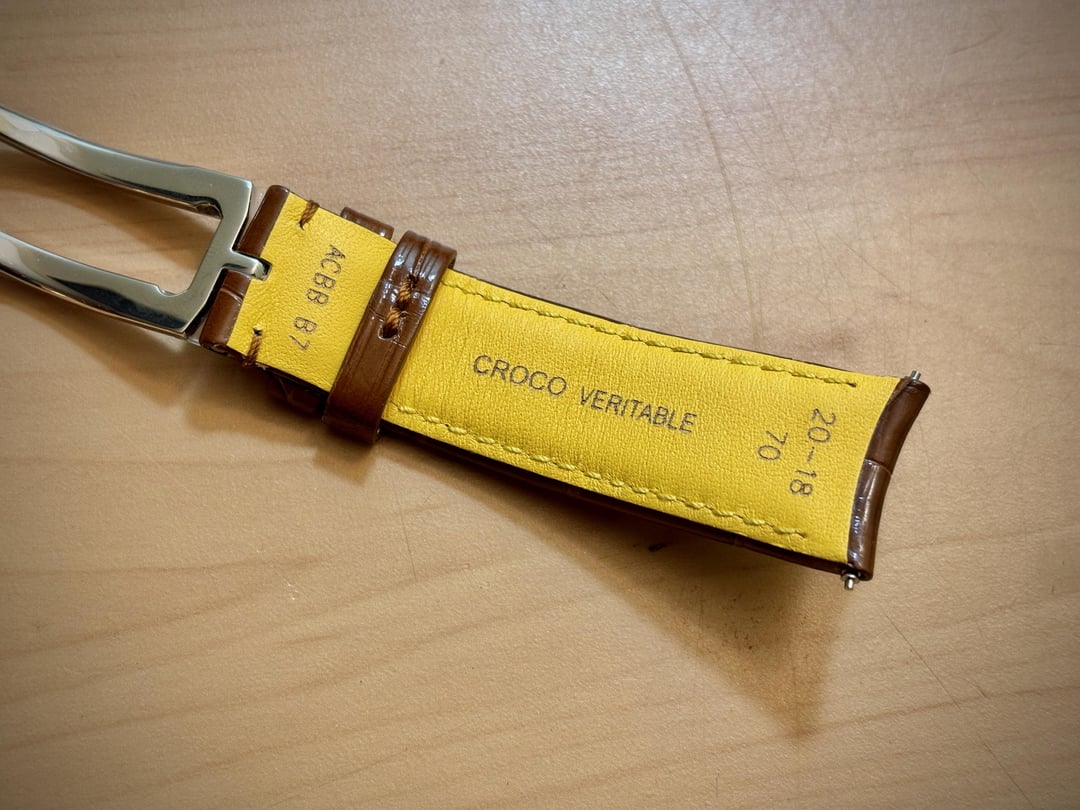 ACBB B7
CROCO VERITABLE
20-18
70